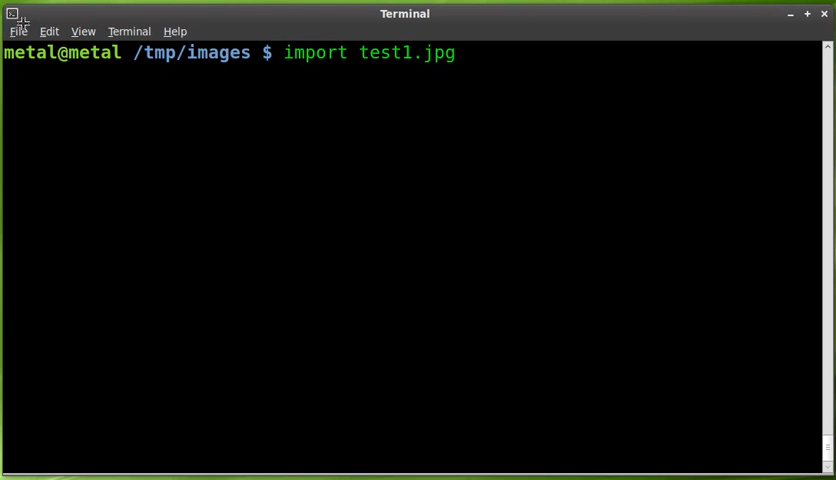 Terminal
File Edit View Terminal Help
metal@metal /tmp/images $ import test1.jpg